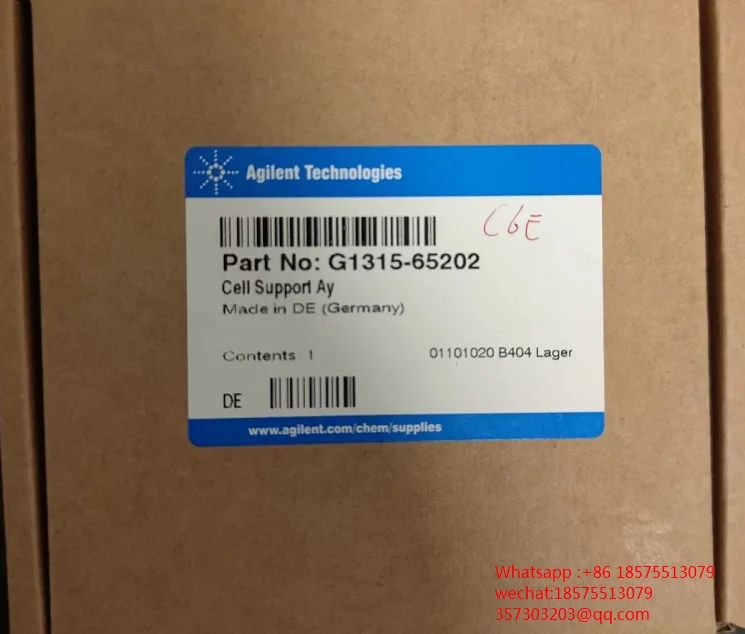 Agilent Technologies
C6E
Part No: G1315-65202
Cell Support Ay
Made in DE (Germany)
Contents 1
01101020 B404 Lager
DE
www.agilent.com/chem/supplies
Whatsapp :+86 18575513079
wechat:18575513079
357303203@qq.com